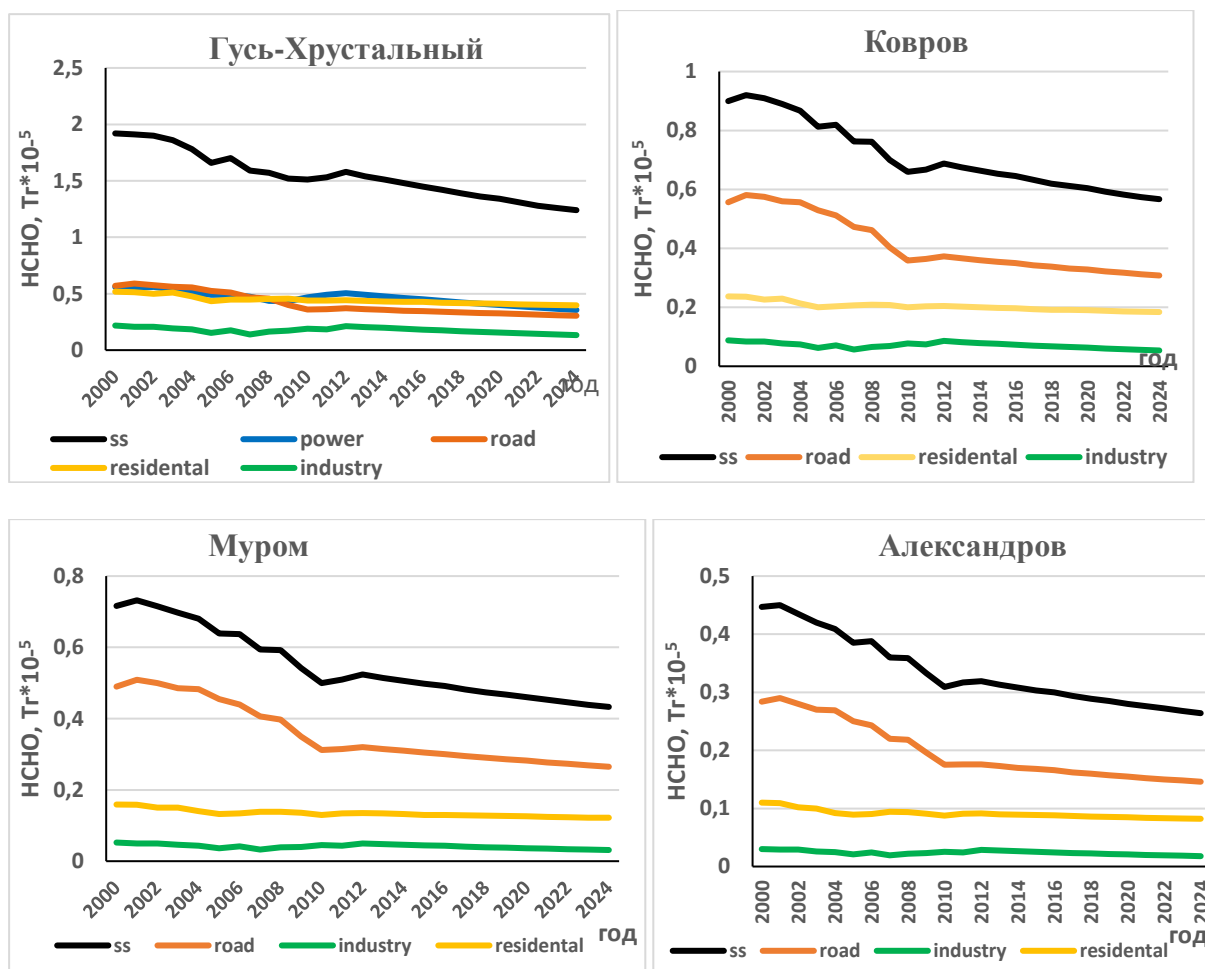 Гусь-Хрустальный
НСНО, Тг*10-5
2,5
2
1,5
1
0,5
0
2000 2002 2004 2006 2008 2010 2012 2014 2016 2018 2020 2022 2024
год
ss power road
residental industry
Ковров
НСНО, Тг*10-5
1
0,8
0,6
0,4
0,2
0
2000 2002 2004 2006 2008 2010 2012 2014 2016 2018 2020 2022 2024
год
ss road residental industry
Муром
НСНО, Тг*10-5
0,8
0,6
0,4
0,2
0
2000 2002 2004 2006 2008 2010 2012 2014 2016 2018 2020 2022 2024
год
ss road industry residental
Александров
НСНО, Тг*10-5
0,5
0,4
0,3
0,2
0,1
0
2000 2002 2004 2006 2008 2010 2012 2014 2016 2018 2020 2022 2024
год
ss road industry residental